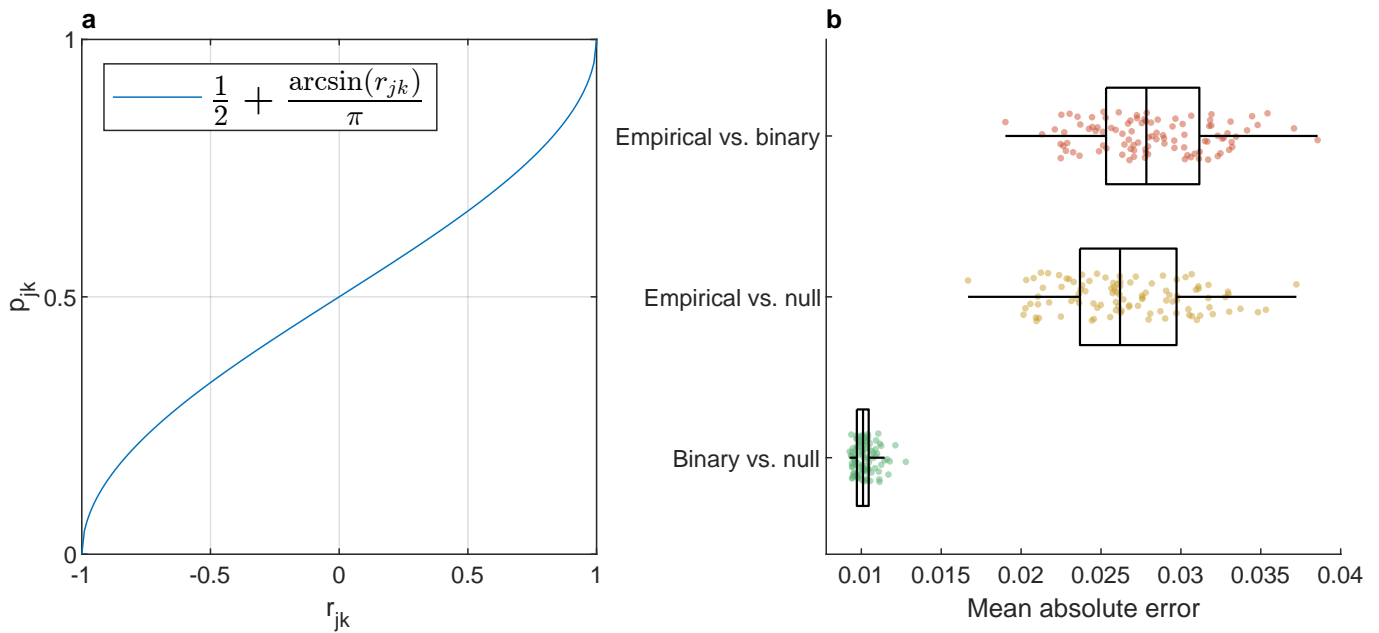 a
1
0.5
0
p_jk
1/2 + arcsin(r_jk)/π
-1 -0.5 0 0.5 1
r_jk
b
Empirical vs. binary
Empirical vs. null
Binary vs. null
0.01 0.015 0.02 0.025 0.03 0.035 0.04
Mean absolute error